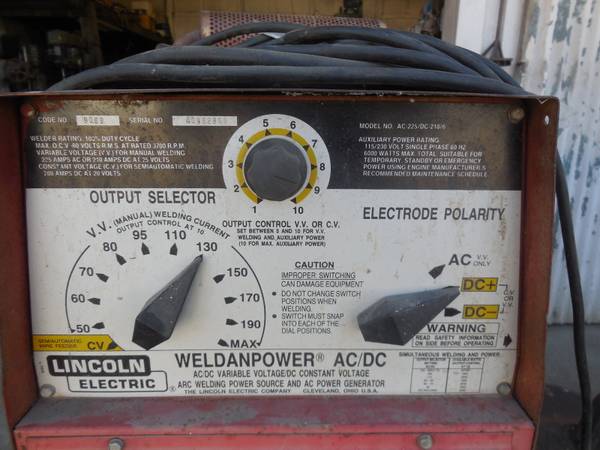 CODE NO
SERIAL NO
MODEL NO. AC-225/DC-210/6
WELDER RATING: 100% DUTY CYCLE
MAX. O.C.V 80 VOLTS R.M.S. AT RATED 3700 R.P.M.
VARIABLE VOLTAGE (V.V.) FOR MANUAL WELDING
225 AMPS AC OR 210 AMPS DC AT 25 VOLTS
CONSTANT VOLTAGE (C.V.) FOR SEMIAUTOMATIC WELDING
200 AMPS DC AT 20 VOLTS
AUXILIARY POWER RATING
115/230 VOLT SINGLE PHASE 60 HZ
6000 WATTS MAX. TOTAL. SUITABLE FOR
TEMPORARY, STANDBY OR EMERGENCY
POWER USING ENGINE MANUFACTURER'S
RECOMMENDED MAINTENANCE SCHEDULE.
1 2 3 4 5 6 7 8 9 10
OUTPUT SELECTOR
OUTPUT CONTROL V.V. OR C.V.
SET BETWEEN 5 AND 10 FOR V.V.
WELDING AND AUXILIARY POWER
(10 FOR MAX. AUXILIARY POWER)
ELECTRODE POLARITY
V.V. (MANUAL) WELDING CURRENT
OUTPUT CONTROL AT 10
50 70 80 95 110 130 150 170 190 MAX
SEMIAUTOMATIC
WIRE FEEDER
CV
CAUTION
IMPROPER SWITCHING
CAN DAMAGE EQUIPMENT
• DO NOT CHANGE SWITCH
POSITIONS WHEN
WELDING.
• SWITCH MUST SNAP
INTO EACH OF THE
DIAL POSITIONS.
AC V.V. ONLY
DC+
DC-
C.V. OR V.V.
WARNING
READ SAFETY INFORMATION
ON SIDE BEFORE OPERATING
LINCOLN
ELECTRIC
®
WELDANPOWER® AC/DC
AC/DC VARIABLE VOLTAGE/DC CONSTANT VOLTAGE
ARC WELDING POWER SOURCE AND AC POWER GENERATOR
THE LINCOLN ELECTRIC COMPANY CLEVELAND, OHIO U.S.A.
SIMULTANEOUS WELDING AND POWER